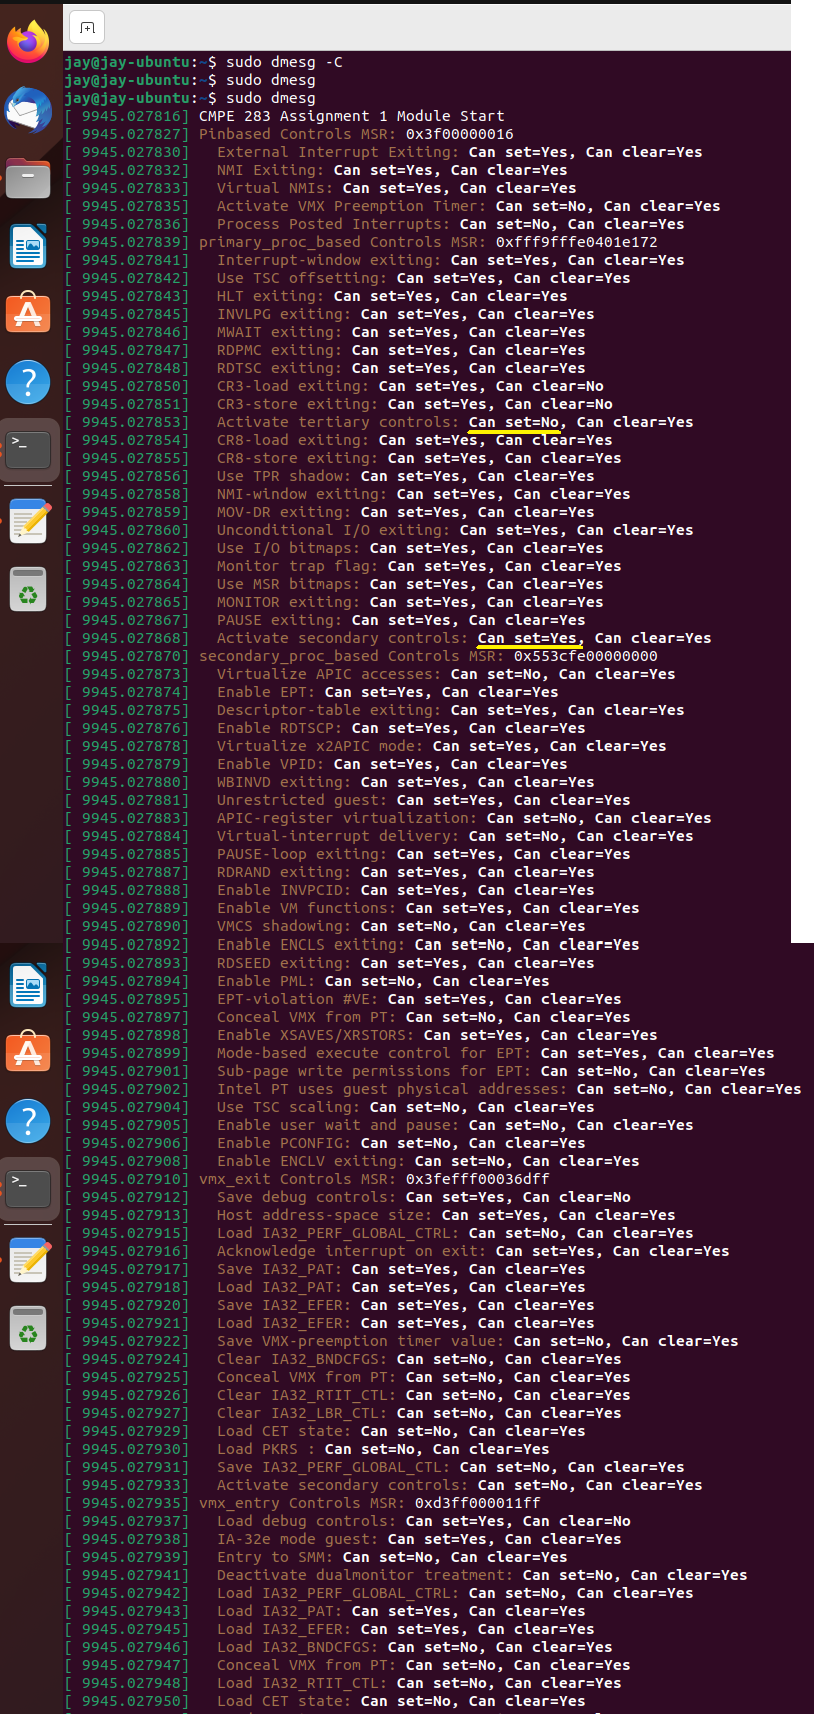 jay@jay-ubuntu:~$ sudo dmesg -C
jay@jay-ubuntu:~$ sudo dmesg
jay@jay-ubuntu:~$ sudo dmesg
[ 9945.027816] CMPE 283 Assignment 1 Module Start
[ 9945.027827] Pinbased Controls MSR: 0x3f00000016
[ 9945.027830]   External Interrupt Exiting: Can set=Yes, Can clear=Yes
[ 9945.027832]   NMI Exiting: Can set=Yes, Can clear=Yes
[ 9945.027833]   Virtual NMIs: Can set=Yes, Can clear=Yes
[ 9945.027835]   Activate VMX Preemption Timer: Can set=No, Can clear=Yes
[ 9945.027836]   Process Posted Interrupts: Can set=No, Can clear=Yes
[ 9945.027839] primary_proc_based Controls MSR: 0xfff9fffe0401e172
[ 9945.027841]   Interrupt-window exiting: Can set=Yes, Can clear=Yes
[ 9945.027842]   Use TSC offsetting: Can set=Yes, Can clear=Yes
[ 9945.027843]   HLT exiting: Can set=Yes, Can clear=Yes
[ 9945.027845]   INVLPG exiting: Can set=Yes, Can clear=Yes
[ 9945.027846]   MWAIT exiting: Can set=Yes, Can clear=Yes
[ 9945.027847]   RDPMC exiting: Can set=Yes, Can clear=Yes
[ 9945.027848]   RDTSC exiting: Can set=Yes, Can clear=Yes
[ 9945.027850]   CR3-load exiting: Can set=Yes, Can clear=No
[ 9945.027851]   CR3-store exiting: Can set=Yes, Can clear=No
[ 9945.027853]   Activate tertiary controls: Can set=No, Can clear=Yes
[ 9945.027854]   CR8-load exiting: Can set=Yes, Can clear=Yes
[ 9945.027855]   CR8-store exiting: Can set=Yes, Can clear=Yes
[ 9945.027856]   Use TPR shadow: Can set=Yes, Can clear=Yes
[ 9945.027858]   NMI-window exiting: Can set=Yes, Can clear=Yes
[ 9945.027859]   MOV-DR exiting: Can set=Yes, Can clear=Yes
[ 9945.027860]   Unconditional I/O exiting: Can set=Yes, Can clear=Yes
[ 9945.027862]   Use I/O bitmaps: Can set=Yes, Can clear=Yes
[ 9945.027863]   Monitor trap flag: Can set=Yes, Can clear=Yes
[ 9945.027864]   Use MSR bitmaps: Can set=Yes, Can clear=Yes
[ 9945.027865]   MONITOR exiting: Can set=Yes, Can clear=Yes
[ 9945.027867]   PAUSE exiting: Can set=Yes, Can clear=Yes
[ 9945.027868]   Activate secondary controls: Can set=Yes, Can clear=Yes
[ 9945.027870] secondary_proc_based Controls MSR: 0x553cfe00000000
[ 9945.027873]   Virtualize APIC accesses: Can set=No, Can clear=Yes
[ 9945.027874]   Enable EPT: Can set=Yes, Can clear=Yes
[ 9945.027875]   Descriptor-table exiting: Can set=Yes, Can clear=Yes
[ 9945.027876]   Enable RDTSCP: Can set=Yes, Can clear=Yes
[ 9945.027878]   Virtualize x2APIC mode: Can set=Yes, Can clear=Yes
[ 9945.027879]   Enable VPID: Can set=Yes, Can clear=Yes
[ 9945.027880]   WBINVD exiting: Can set=Yes, Can clear=Yes
[ 9945.027881]   Unrestricted guest: Can set=Yes, Can clear=Yes
[ 9945.027883]   APIC-register virtualization: Can set=No, Can clear=Yes
[ 9945.027884]   Virtual-interrupt delivery: Can set=No, Can clear=Yes
[ 9945.027885]   PAUSE-loop exiting: Can set=Yes, Can clear=Yes
[ 9945.027887]   RDRAND exiting: Can set=Yes, Can clear=Yes
[ 9945.027888]   Enable INVPCID: Can set=Yes, Can clear=Yes
[ 9945.027889]   Enable VM functions: Can set=Yes, Can clear=Yes
[ 9945.027890]   VMCS shadowing: Can set=No, Can clear=Yes
[ 9945.027892]   Enable ENCLS exiting: Can set=No, Can clear=Yes
[ 9945.027893]   RDSEED exiting: Can set=Yes, Can clear=Yes
[ 9945.027894]   Enable PML: Can set=No, Can clear=Yes
[ 9945.027895]   EPT-violation #VE: Can set=Yes, Can clear=Yes
[ 9945.027897]   Conceal VMX from PT: Can set=No, Can clear=Yes
[ 9945.027898]   Enable XSAVES/XRSTORS: Can set=Yes, Can clear=Yes
[ 9945.027899]   Mode-based execute control for EPT: Can set=Yes, Can clear=Yes
[ 9945.027901]   Sub-page write permissions for EPT: Can set=No, Can clear=Yes
[ 9945.027902]   Intel PT uses guest physical addresses: Can set=No, Can clear=Yes
[ 9945.027904]   Use TSC scaling: Can set=No, Can clear=Yes
[ 9945.027905]   Enable user wait and pause: Can set=No, Can clear=Yes
[ 9945.027906]   Enable PCONFIG: Can set=No, Can clear=Yes
[ 9945.027908]   Enable ENCLV exiting: Can set=No, Can clear=Yes
[ 9945.027910] vmx_exit Controls MSR: 0x3fefff00036dff
[ 9945.027912]   Save debug controls: Can set=Yes, Can clear=No
[ 9945.027913]   Host address-space size: Can set=Yes, Can clear=Yes
[ 9945.027915]   Load IA32_PERF_GLOBAL_CTRL: Can set=No, Can clear=Yes
[ 9945.027916]   Acknowledge interrupt on exit: Can set=Yes, Can clear=Yes
[ 9945.027917]   Save IA32_PAT: Can set=Yes, Can clear=Yes
[ 9945.027918]   Load IA32_PAT: Can set=Yes, Can clear=Yes
[ 9945.027920]   Save IA32_EFER: Can set=Yes, Can clear=Yes
[ 9945.027921]   Load IA32_EFER: Can set=Yes, Can clear=Yes
[ 9945.027922]   Save VMX-preemption timer value: Can set=No, Can clear=Yes
[ 9945.027924]   Clear IA32_BNDCFGS: Can set=No, Can clear=Yes
[ 9945.027925]   Conceal VMX from PT: Can set=No, Can clear=Yes
[ 9945.027926]   Clear IA32_RTIT_CTL: Can set=No, Can clear=Yes
[ 9945.027927]   Clear IA32_LBR_CTL: Can set=No, Can clear=Yes
[ 9945.027929]   Load CET state: Can set=No, Can clear=Yes
[ 9945.027930]   Load PKRS : Can set=No, Can clear=Yes
[ 9945.027931]   Save IA32_PERF_GLOBAL_CTL: Can set=No, Can clear=Yes
[ 9945.027933]   Activate secondary controls: Can set=No, Can clear=Yes
[ 9945.027935] vmx_entry Controls MSR: 0xd3ff000011ff
[ 9945.027937]   Load debug controls: Can set=Yes, Can clear=No
[ 9945.027938]   IA-32e mode guest: Can set=Yes, Can clear=Yes
[ 9945.027939]   Entry to SMM: Can set=No, Can clear=Yes
[ 9945.027941]   Deactivate dualmonitor treatment: Can set=No, Can clear=Yes
[ 9945.027942]   Load IA32_PERF_GLOBAL_CTRL: Can set=No, Can clear=Yes
[ 9945.027943]   Load IA32_PAT: Can set=Yes, Can clear=Yes
[ 9945.027945]   Load IA32_EFER: Can set=Yes, Can clear=Yes
[ 9945.027946]   Load IA32_BNDCFGS: Can set=No, Can clear=Yes
[ 9945.027947]   Conceal VMX from PT: Can set=No, Can clear=Yes
[ 9945.027948]   Load IA32_RTIT_CTL: Can set=No, Can clear=Yes
[ 9945.027950]   Load CET state: Can set=No, Can clear=Yes